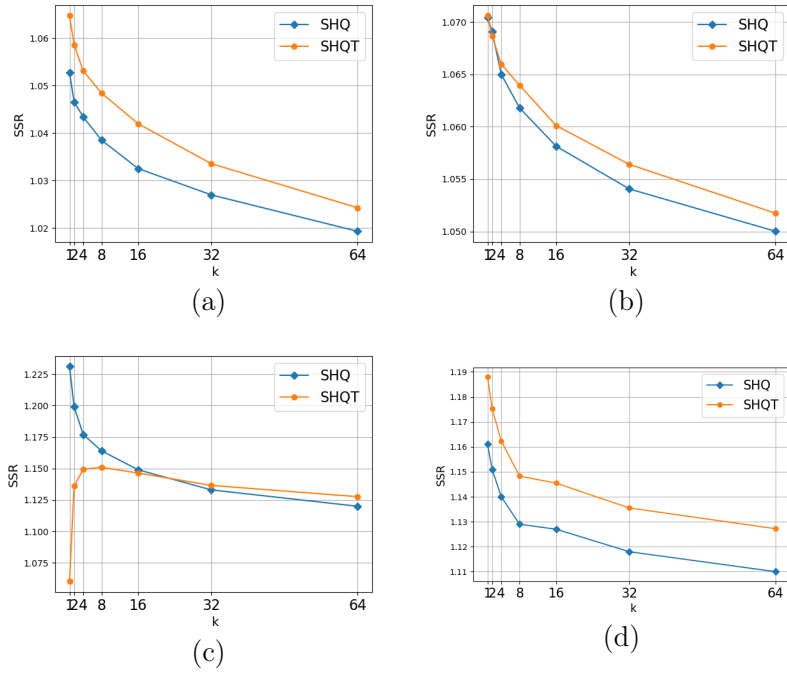 1.06
1.05
1.04
1.03
1.02
SSR
SHQ
SHQT
1 2 4 8 16 32 64
k
(a)
1.070
1.065
1.060
1.055
1.050
SSR
SHQ
SHQT
1 2 4 8 16 32 64
k
(b)
1.225
1.200
1.175
1.150
1.125
1.100
1.075
SSR
SHQ
SHQT
1 2 4 8 16 32 64
k
(c)
1.19
1.18
1.17
1.16
1.15
1.14
1.13
1.12
1.11
SSR
SHQ
SHQT
1 2 4 8 16 32 64
k
(d)